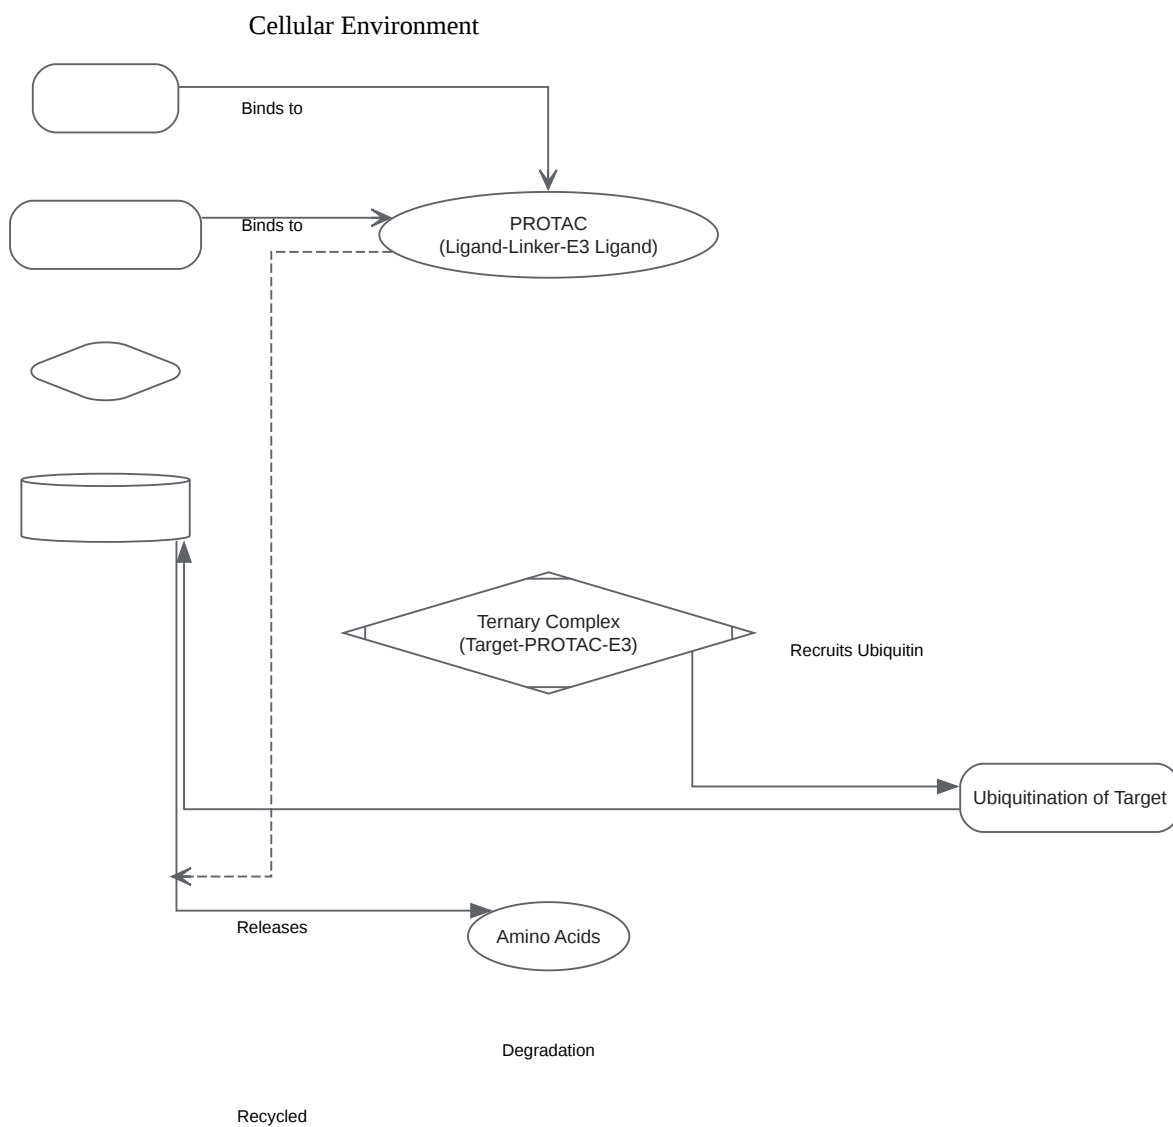 Cellular Environment
Binds to
Binds to
PROTAC
(Ligand-Linker-E3 Ligand)
Ternary Complex
(Target-PROTAC-E3)
Recruits Ubiquitin
Ubiquitination of Target
Releases
Amino Acids
Degradation
Recycled